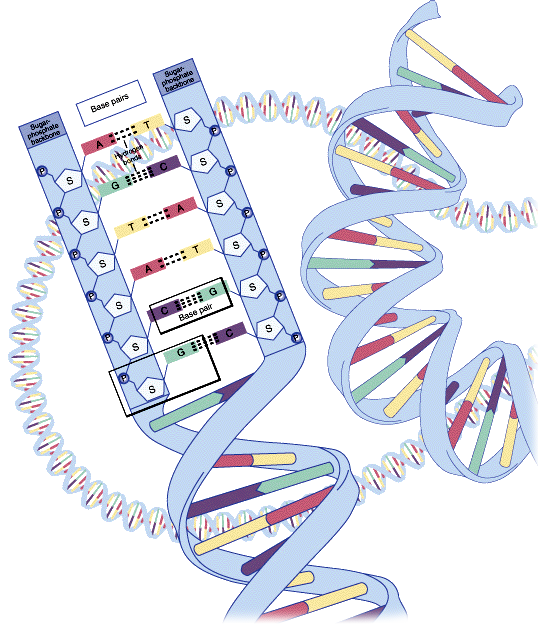 Sugar-
phosphate
backbone
Base pairs
Sugar-
phosphate
backbone
A T S P
Hydrogen
bonds
P S G C S P
P S T A S P
P S A T S P
P S C G S P
Base pair
P S G C S P
P S